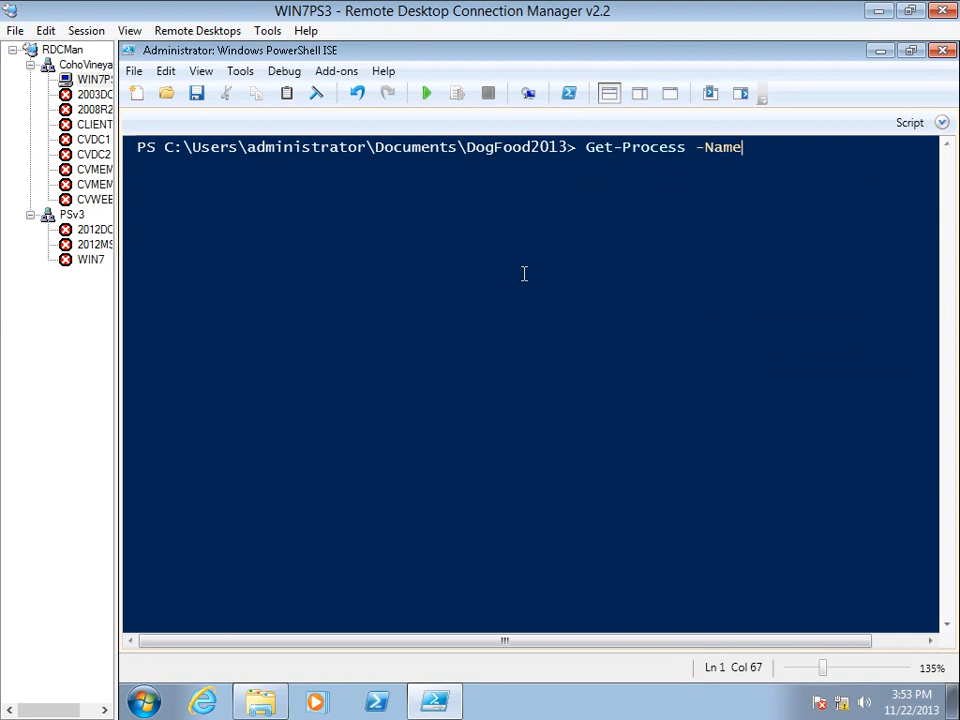 WIN7PS3 - Remote Desktop Connection Manager v2.2
File Edit Session View Remote Desktops Tools Help
RDCMan
CohoVineya
WIN7PS
2003DC
2008R2
CLIENT
CVDC1
CVDC2
CVMEM
CVMEM
CVWEE
PSv3
2012DC
2012MS
WIN7
Administrator: Windows PowerShell ISE
File Edit View Tools Debug Add-ons Help
Script
PS C:\Users\administrator\Documents\DogFood2013> Get-Process -Name
Ln 1 Col 67
135%
3:53 PM
11/22/2013